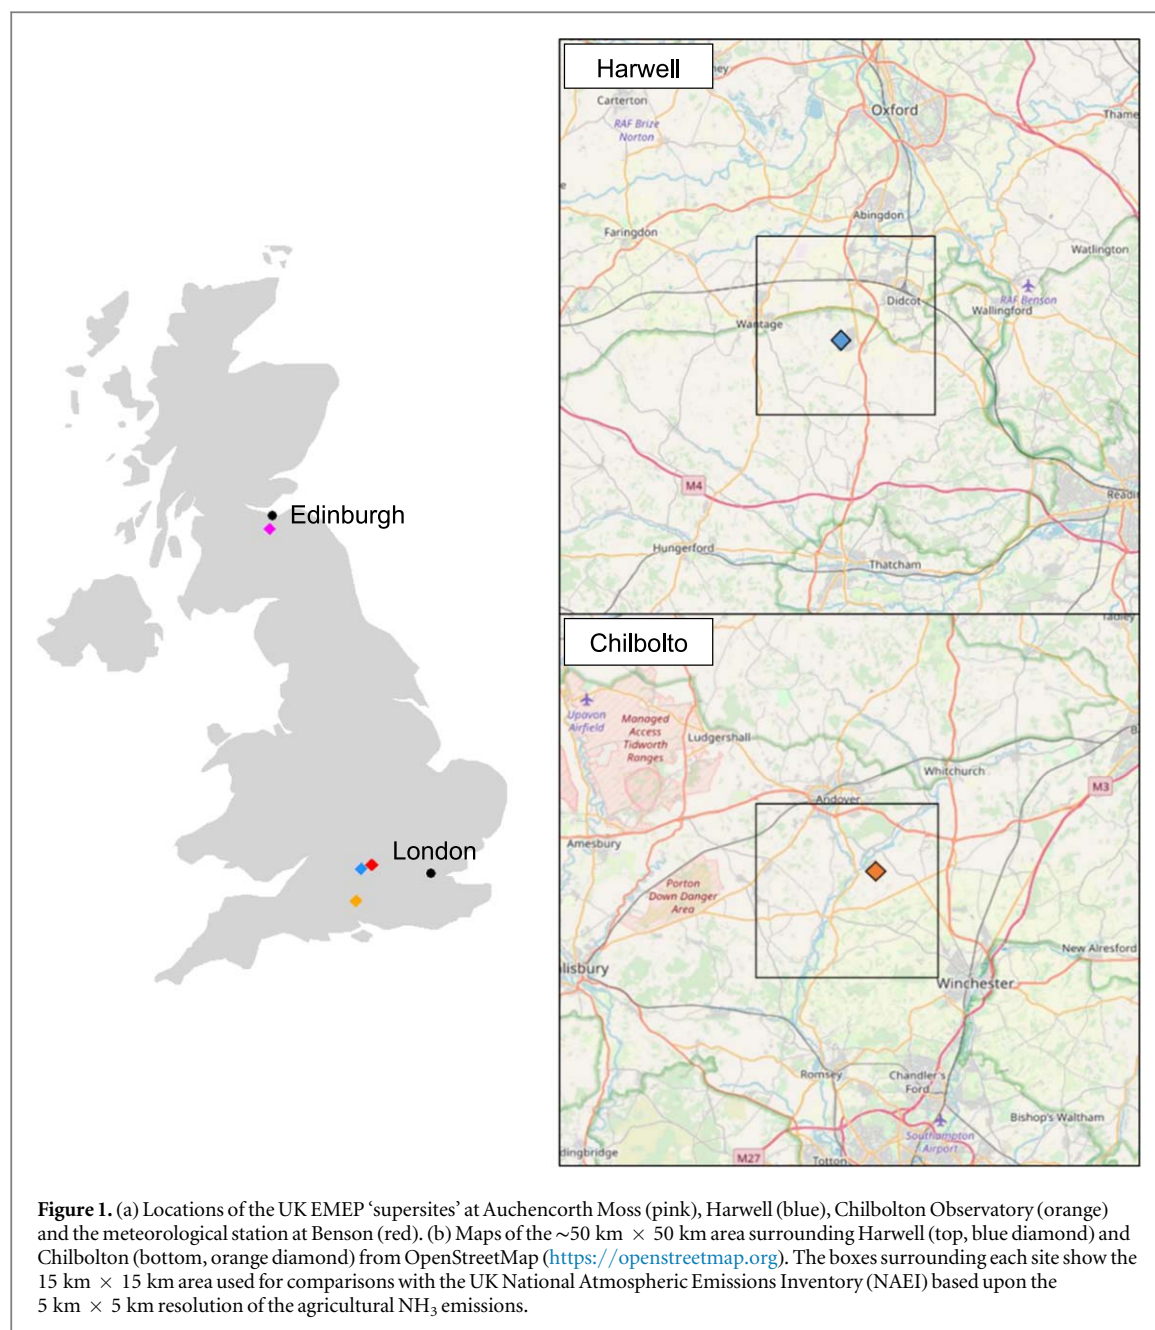 Edinburgh
London
Harwell
ney
Carterton
RAF Brize
Norton
Oxford
Thame
Abingdon
Faringdon
Watlington
RAF Benson
Didcot
Wallingford
Wantage
M4
Readin
Hungerford
Thatcham
Chilbolto
Tadley
Upavon
Airfield
Managed
Access
Tidworth
Ranges
Ludgershall
Whitchurch
M3
Andover
Amesbury
Porton
Down Danger
Area
New Alresford
alisbury
Winchester
Romsey
Chandler's
Ford
Bishop's Waltham
Southampton
Airport
dingbridge
M27
Totton
Figure 1. (a) Locations of the UK EMEP ‘supersites’ at Auchencorth Moss (pink), Harwell (blue), Chilbolton Observatory (orange)
and the meteorological station at Benson (red). (b) Maps of the ~50 km × 50 km area surrounding Harwell (top, blue diamond) and
Chilbolton (bottom, orange diamond) from OpenStreetMap (https://openstreetmap.org). The boxes surrounding each site show the
15 km × 15 km area used for comparisons with the UK National Atmospheric Emissions Inventory (NAEI) based upon the
5 km × 5 km resolution of the agricultural NH₃ emissions.